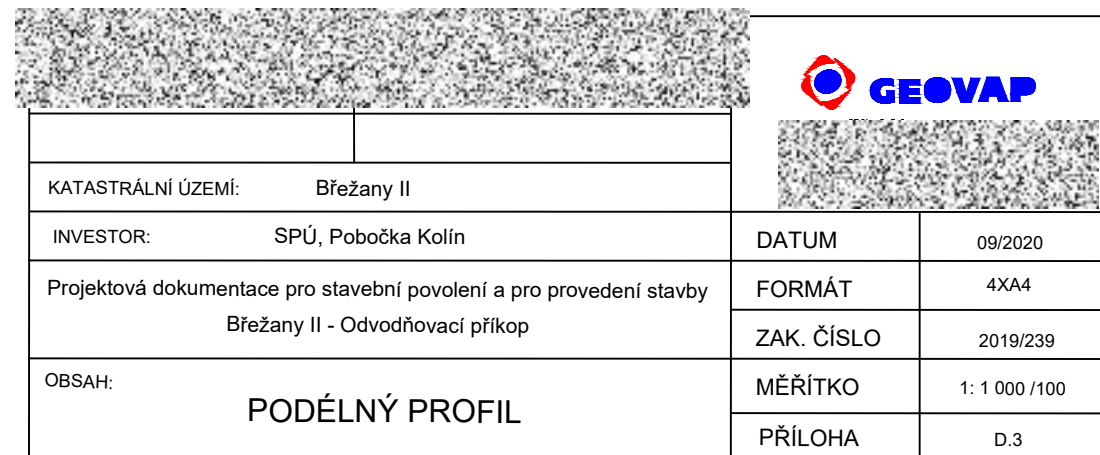 GEOVAP
KATASTRÁLNÍ ÚZEMÍ: Břežany II
INVESTOR: SPÚ, Pobočka Kolín
DATUM 09/2020
Projektová dokumentace pro stavební povolení a pro provedení stavby
Břežany II - Odvodňovací příkop
FORMÁT 4XA4
ZAK. ČÍSLO 2019/239
OBSAH:
PODÉLNÝ PROFIL
MĚŘÍTKO 1: 1 000 /100
PŘÍLOHA D.3